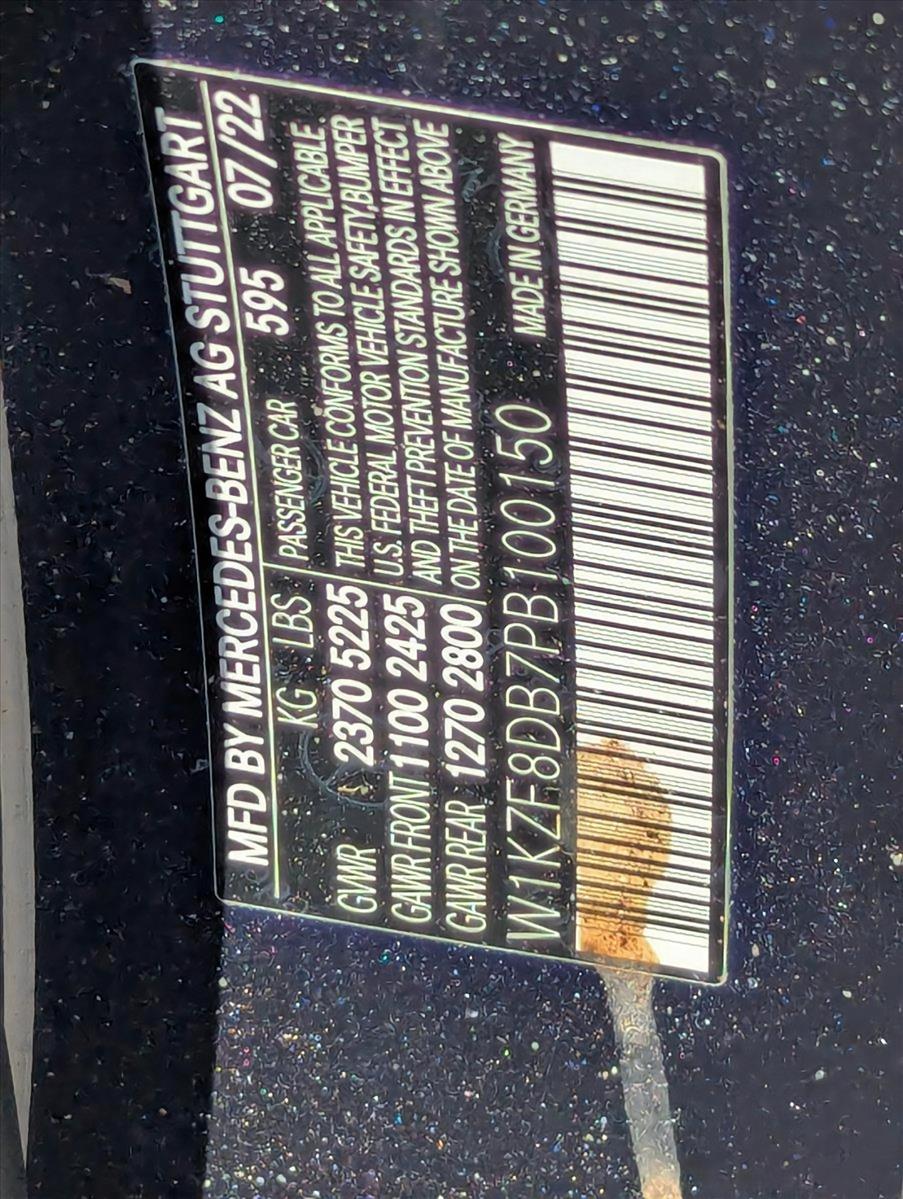 MFD BY MERCEDES-BENZ AG STUTTGART
KG LBS PASSENGER CAR 595 07/22
GVWR 2370 5225 THIS VEHICLE CONFORMS TO ALL APPLICABLE
U.S. FEDERAL MOTOR VEHICLE SAFETY, BUMPER
GAWR FRONT 1100 2425 AND THEFT PREVENTION STANDARDS IN EFFECT
GAWR REAR 1270 2800 ON THE DATE OF MANUFACTURE SHOWN ABOVE
W1KZF8DB7PB100150 MADE IN GERMANY